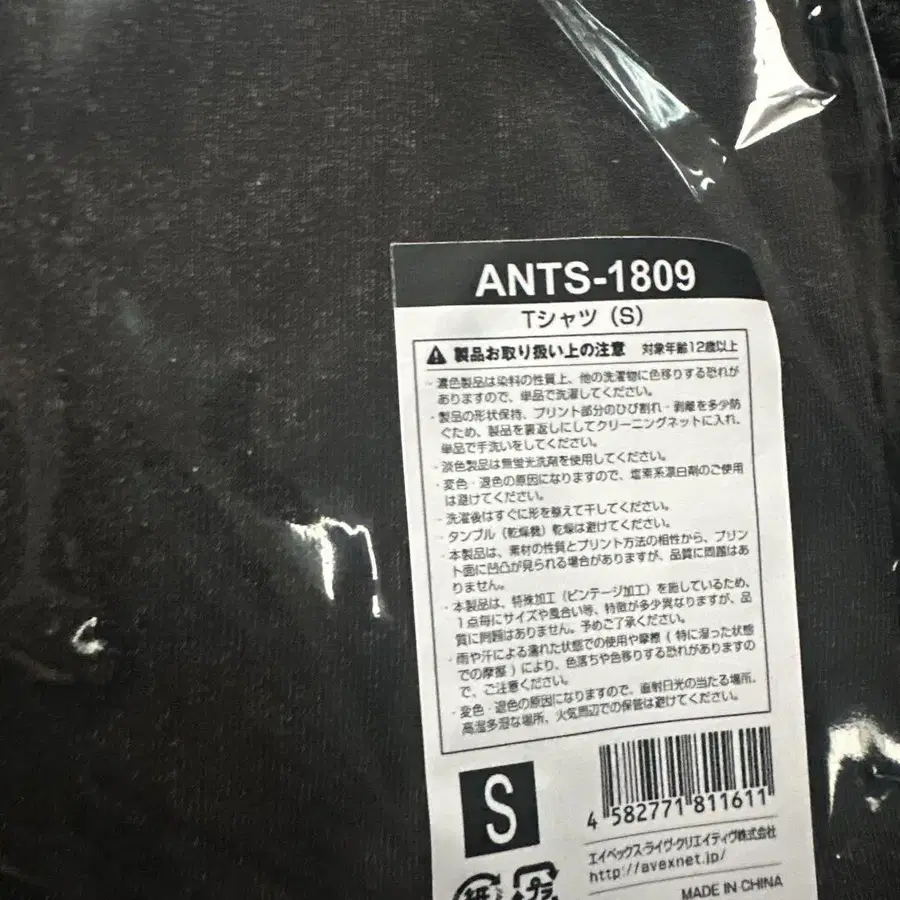 ANTS-1809
Tシャツ (S)
⚠ 製品お取り扱い上の注意 対象年齢12歳以上
・濃色製品は染料の性質上、他の洗濯物に色移りする恐れが
ありますので、単品で洗濯してください。
・製品の形状保持、プリント部分のひび割れ・剥離を多少防
ぐため、製品を裏返しにしてクリーニングネットに入れ、
単品で手洗いをしてください。
・淡色製品は無蛍光洗剤を使用してください。
・変色・退色の原因になりますので、塩素系漂白剤のご使用
は避けてください。
・洗濯後はすぐに形を整えて干してください。
・タンブル（乾燥機）乾燥は避けてください。
・本製品は、素材の性質とプリント方法の相性から、プリン
ト面に凹凸が見られる場合がありますが、品質に問題はあ
りません。
・本製品は、特殊加工（ビンテージ加工）を施しているため、
1点毎にサイズや風合い等、特徴が多少異なりますが、品
質に問題はありません。予めご了承ください。
・雨や汗による濡れた状態での使用や摩擦（特に湿った状態
での摩擦）により、色落ちや色移りする恐れがありますの
で、ご注意ください。
・変色・退色の原因になりますので、直射日光の当たる場所、
高温多湿な場所、火気周辺での保管は避けてください。
S
4 582771 811611
エイベックス・ライヴ・クリエイティヴ株式会社
http://avexnet.jp/
紙
プラ
MADE IN CHINA